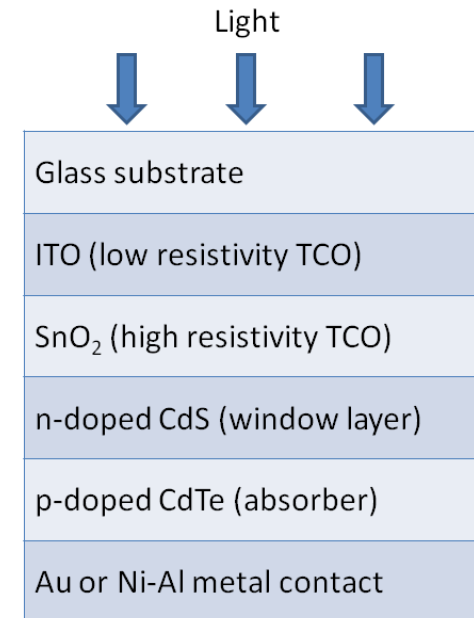 Light
Glass substrate
ITO (low resistivity TCO)
SnO₂ (high resistivity TCO)
n-doped CdS (window layer)
p-doped CdTe (absorber)
Au or Ni-Al metal contact